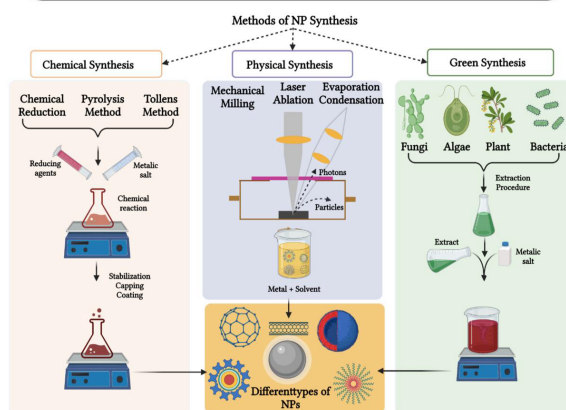 Methods of NP Synthesis
Chemical Synthesis
Physical Synthesis
Green Synthesis
Chemical
Reduction
Pyrolysis
Method
Tollens
Method
Reducing
agents
Metalic
salt
Chemical
reaction
Stabilization
Capping
Coating
Mechanical
Milling
Laser
Ablation
Evaporation
Condensation
Photons
Particles
Metal + Solvent
Differenttypes of
NPs
Fungi
Algae
Plant
Bacteria
Extraction
Procedure
Extract
Metalic
salt